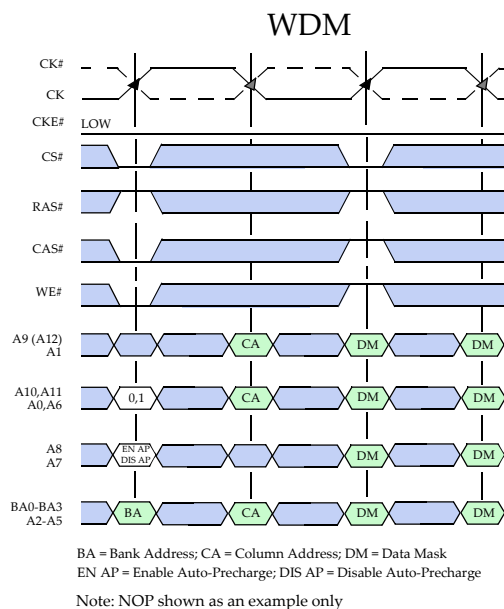 WDM
CK#
CK
CKE# LOW
CS#
RAS#
CAS#
WE#
A9 (A12)
A1
CA DM DM
A10,A11
A0,A6
0,1 CA DM DM
A8
A7
EN AP
DIS AP
DM DM
BA0-BA3
A2-A5
BA CA DM DM
BA = Bank Address; CA = Column Address; DM = Data Mask
EN AP = Enable Auto-Precharge; DIS AP = Disable Auto-Precharge
Note: NOP shown as an example only